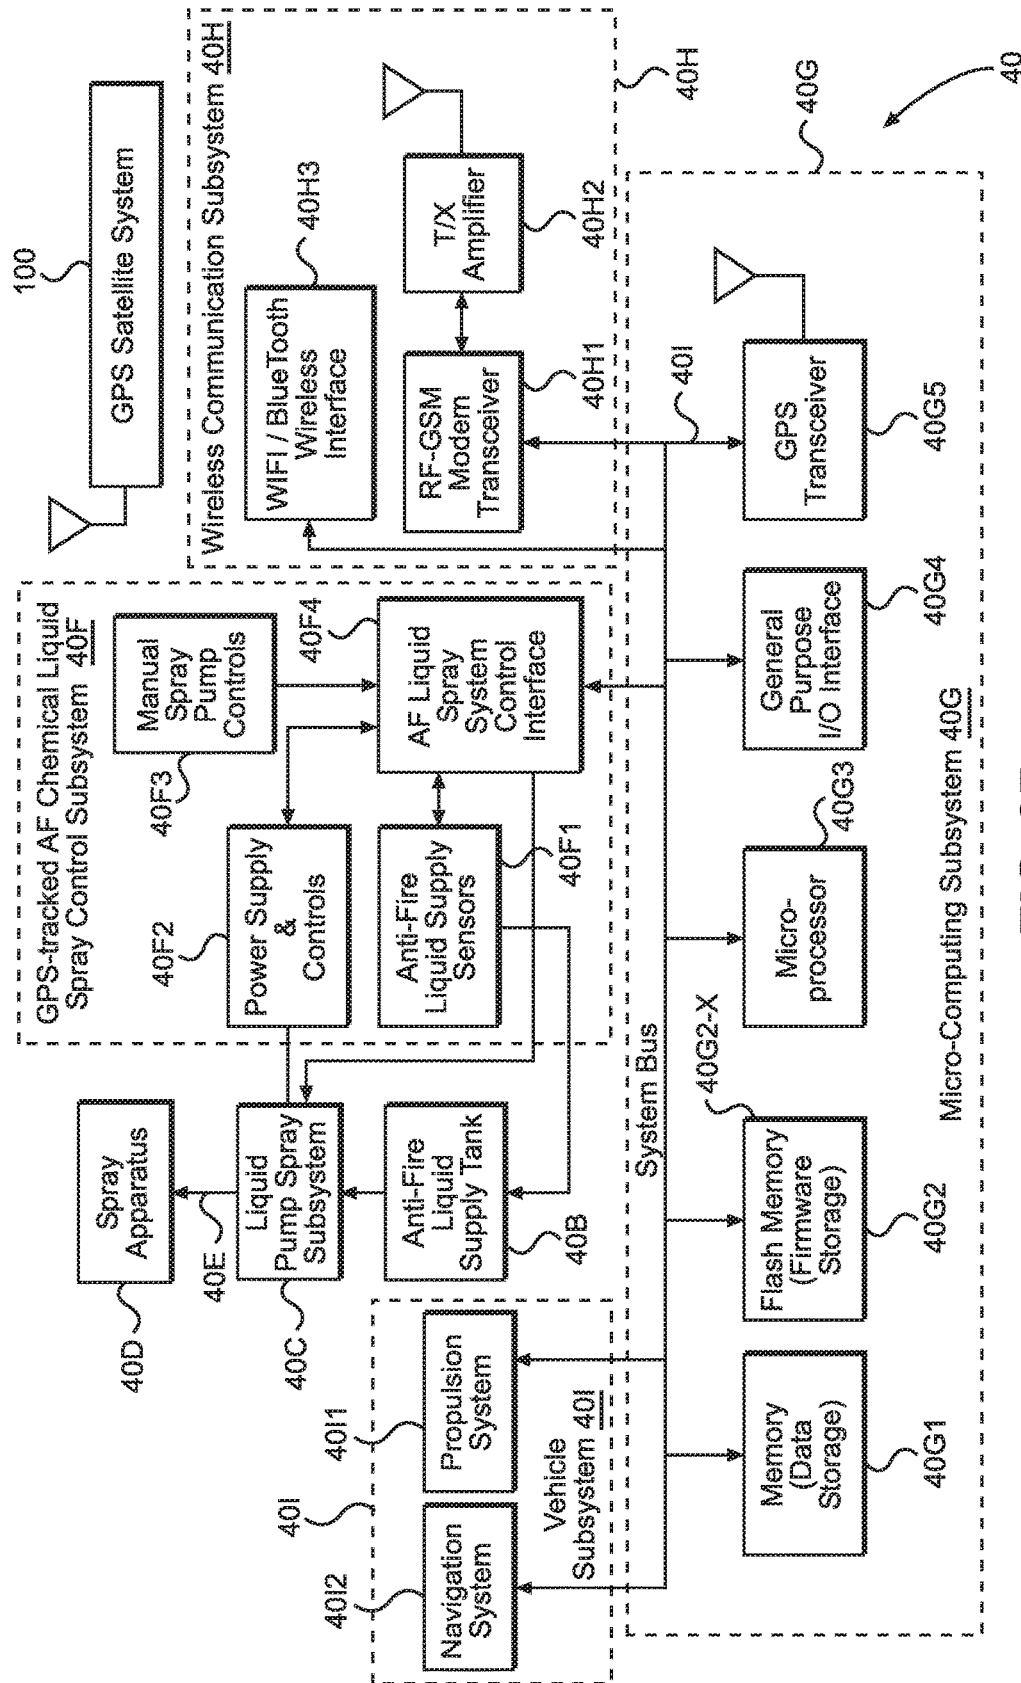 100
GPS Satellite System
GPS-tracked AF Chemical Liquid
Spray Control Subsystem 40F
Wireless Communication Subsystem 40H
40D
Spray
Apparatus
40E
40F3
Manual
Spray
Pump
Controls
40F2
Power Supply
&
Controls
40F4
WIFI / BlueTooth
Wireless
Interface
40H3
40C
Liquid
Pump Spray
Subsystem
Anti-Fire
Liquid Supply
Sensors
40F1
AF Liquid
Spray
System
Control
Interface
RF-GSM
Modem
Transceiver
40H1
T/X
Amplifier
40H2
40H
40I
40I2
Navigation
System
40I1
Propulsion
System
Vehicle
Subsystem 40I
Anti-Fire
Liquid
Supply Tank
40B
System Bus
40I
40G
40
Memory
(Data
Storage)
40G1
Flash Memory
(Firmware
Storage)
40G2
40G2-X
Micro-
processor
40G3
General
Purpose
I/O Interface
40G4
GPS
Transceiver
40G5
Micro-Computing Subsystem 40G